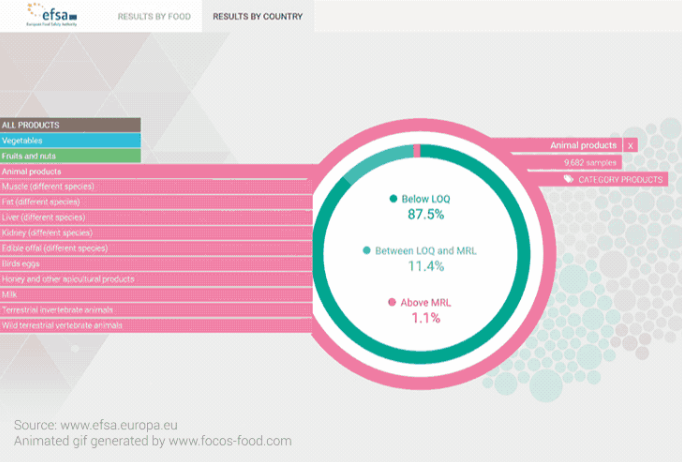 efsa
European Food Safety Authority
RESULTS BY FOOD
RESULTS BY COUNTRY
ALL PRODUCTS
Vegetables
Fruits and nuts
Animal products
Muscle (different species)
Fat (different species)
Liver (different species)
Kidney (different species)
Edible offal (different species)
Birds eggs
Honey and other apicultural products
Milk
Terrestrial invertebrate animals
Wild terrestrial vertebrate animals
Below LOQ
87.5%
Between LOQ and MRL
11.4%
Above MRL
1.1%
Animal products X
9,682 samples
CATEGORY PRODUCTS
Source: www.efsa.europa.eu
Animated gif generated by www.focos-food.com